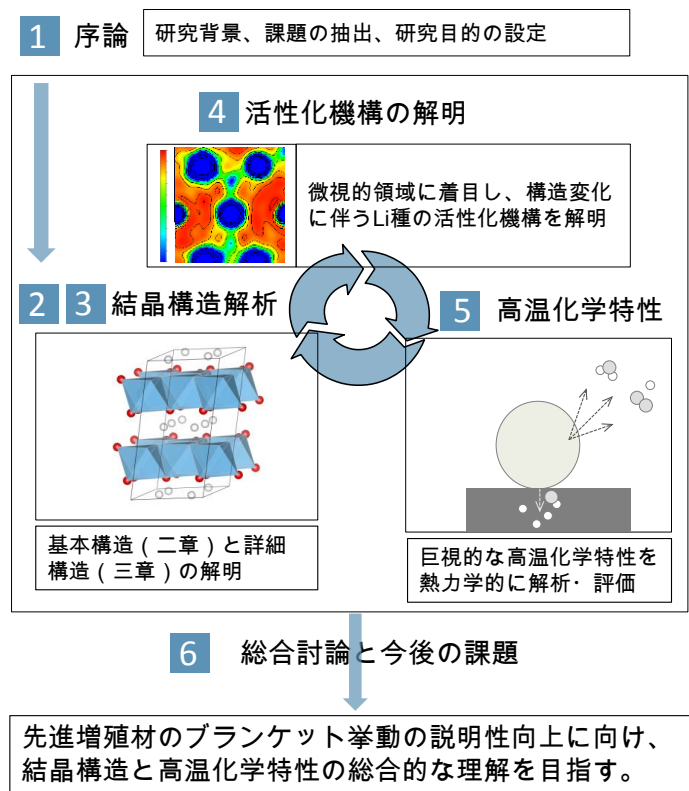 1 序論 研究背景、課題の抽出、研究目的の設定
4 活性化機構の解明
微視的領域に着目し、構造変化
に伴うLi種の活性化機構を解明
2 3 結晶構造解析
基本構造(二章)と詳細
構造(三章)の解明
5 高温化学特性
巨視的な高温化学特性を
熱力学的に解析・評価
6 総合討論と今後の課題
先進増殖材のブランケット挙動の説明性向上に向け、
結晶構造と高温化学特性の総合的な理解を目指す。